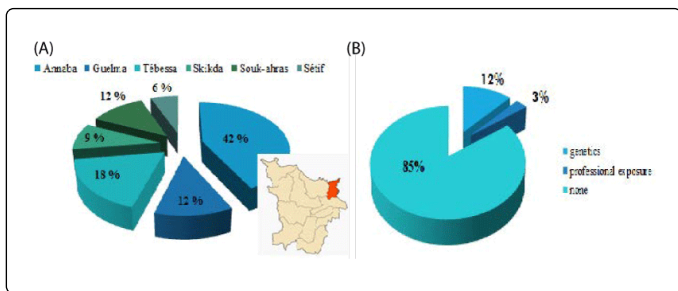 (A)
(B)
Annaba Guelma Tébessa Skikda Souk-ahras Sétif
6 %
12 %
9 %
42 %
18 %
12 %
12%
3%
85%
genetics
professional exposure
none